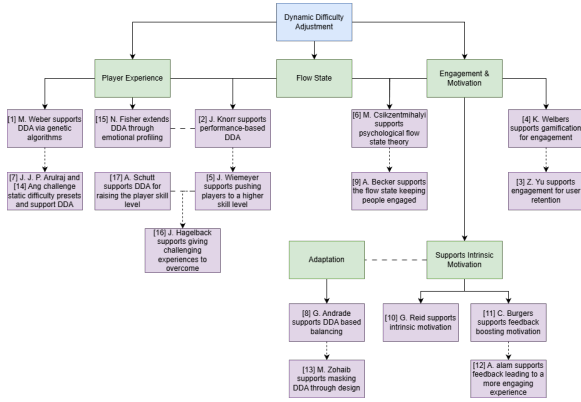 Dynamic Difficulty
Adjustment
Player Experience
Flow State
Engagement &
Motivation
[1] M. Weber supports
DDA via genetic
algorithms
[15] N. Fisher extends
DDA through
emotional profiling
[2] J. Knorr supports
performance-based
DDA
[6] M. Csikzentmihalyi
supports
psychological flow
state theory
[4] K. Welbers
supports gamification
for engagement
[7] J. J. P. Arulraj and
[14] Ang challenge
static difficulty presets
and support DDA
[17] A. Schutt
supports DDA for
raising the player skill
level
[5] J. Wiemeyer
supports pushing
players to a higher
skill level
[9] A. Becker supports
the flow state keeping
people engaged
[3] Z. Yu supports
engagement for user
retention
[16] J. Hagelback
supports giving
challenging
experiences to
overcome
Adaptation
Supports Intrinsic
Motivation
[8] G. Andrade
supports DDA based
balancing
[10] G. Reid supports
intrinsic motivation
[11] C. Burgers
supports feedback
boosting motivation
[13] M. Zohaib
supports masking
DDA through design
[12] A. alam supports
feedback leading to a
more engaging
experience